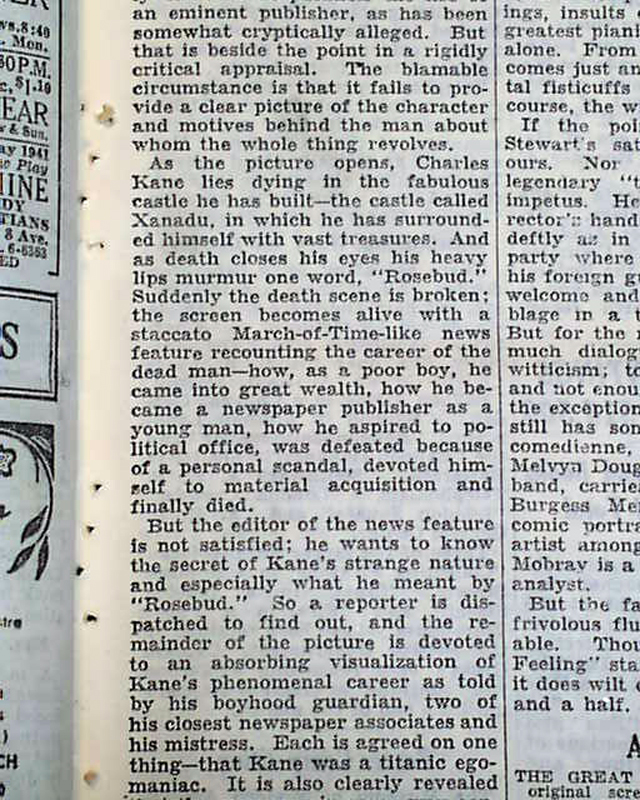 an eminent publisher, as has been
somewhat cryptically alleged. But
that is beside the point in a rigidly
critical appraisal. The blamable
circumstance is that it fails to pro-
vide a clear picture of the character
and motives behind the man about
whom the whole thing revolves.
As the picture opens, Charles
Kane lies dying in the fabulous
castle he has built—the castle called
Xanadu, in which he has surround-
ed himself with vast treasures. And
as death closes his eyes his heavy
lips murmur one word, "Rosebud."
Suddenly the death scene is broken;
the screen becomes alive with a
staccato March-of-Time-like news
feature recounting the career of the
dead man—how, as a poor boy, he
came into great wealth, how he be-
came a newspaper publisher as a
young man, how he aspired to po-
litical office, was defeated because
of a personal scandal, devoted him-
self to material acquisition and
finally died.
But the editor of the news feature
is not satisfied; he wants to know
the secret of Kane's strange nature
and especially what he meant by
"Rosebud." So a reporter is dis-
patched to find out, and the re-
mainder of the picture is devoted
to an absorbing visualization of
Kane's phenomenal career as told
by his boyhood guardian, two of
his closest newspaper associates and
his mistress. Each is agreed on one
thing—that Kane was a titanic ego-
maniac. It is also clearly revealed
ings, insults
greatest piani
alone. From
comes just an
tal fisticuffs
course, the w
If the poi
Stewart's sat
ours. Nor
legendary "t
impetus. He
rector's hand
deftly as in
party where
his foreign g
welcome and
blage in a t
But for the
much dialog
witticism; to
and not enou
the exception
still has son
comedienne,
Melvyn Doug
band, carrie
Burgess Me
comic portr
artist among
Mobray is a
analyst.
But the fa
frivolous flu
able. Thou
Feeling" sta
it does wilt
and a half.
THE GREAT
original scre